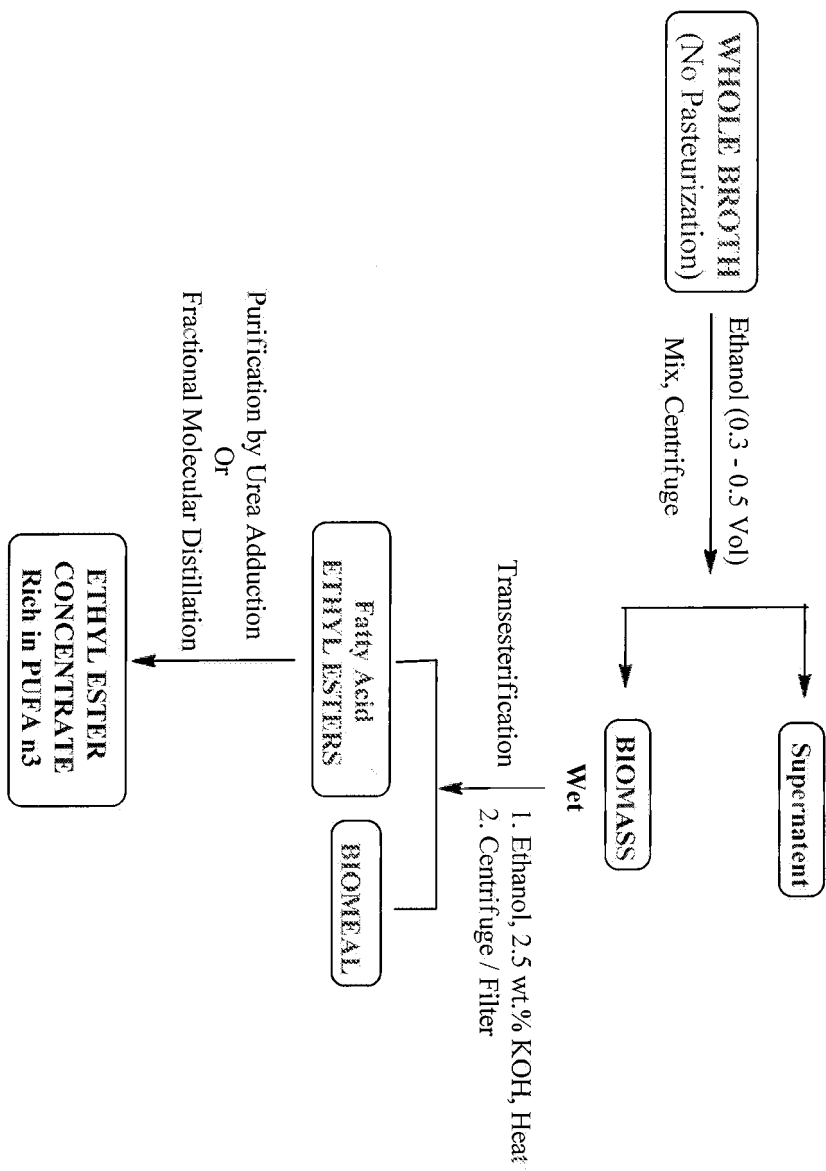 WHOLE BROTH
(No Pasteurization)
Ethanol (0.3 - 0.5 Vol)
Mix, Centrifuge
Supernatent
BIOMASS
Wet
Transesterification
1. Ethanol, 2.5 wt.% KOH, Heat
2. Centrifuge / Filter
Fatty Acid
ETHYL ESTERS
BIOMEAL
Purification by Urea Adduction
Or
Fractional Molecular Distillation
ETHYL ESTER
CONCENTRATE
Rich in PUFA n3